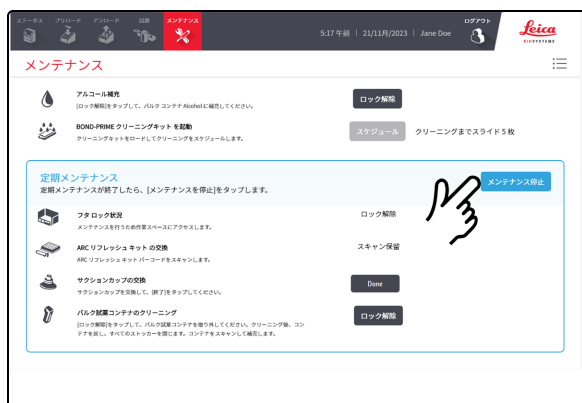 ステータス プリロード アンロード 試薬 メンテナンス 5:17 午前 | 21/11月/2023 | Jane Doe ログアウト Leica
BIOSYSTEMS
メンテナンス
アルコール補充
[ロック解除]をタップして、バルク コンテナ Alcohol に補充してください。
ロック解除
BOND-PRIME クリーニングキット を起動
クリーニングキットをロードしてクリーニングをスケジュールします。
スケジュール クリーニングまでスライド 5 枚
定期メンテナンス
定期メンテナンスが終了したら、[メンテナンスを停止]をタップします。
メンテナンス停止
フタ ロック状況
メンテナンスを行うため作業スペースにアクセスします。
ロック解除
ARC リフレッシュ キット の交換
ARC リフレッシュ キット バーコードをスキャンします。
スキャン保留
サクションカップの交換
サクションカップを交換して、[終了]をタップしてください。
Done
バルク試薬コンテナのクリーニング
[ロック解除]をタップして、バルク試薬コンテナを取り外してください。クリーニング後、コン
テナを戻し、すべてのストッカーを閉じます。コンテナをスキャンして補充します。
ロック解除